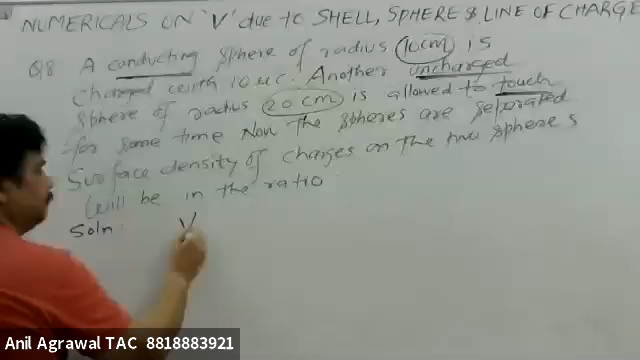 NUMERICALS ON 'V' due to SHELL, SPHERE & LINE OF CHARGE
Q8 A conducting sphere of radius 10cm is
charged with 10 μC. Another uncharged
sphere of radius 20 cm is allowed to touch
for some time Now the spheres are separated.
Surface density of charges on the two spheres
will be in the ratio
Soln: V
Anil Agrawal TAC 8818883921